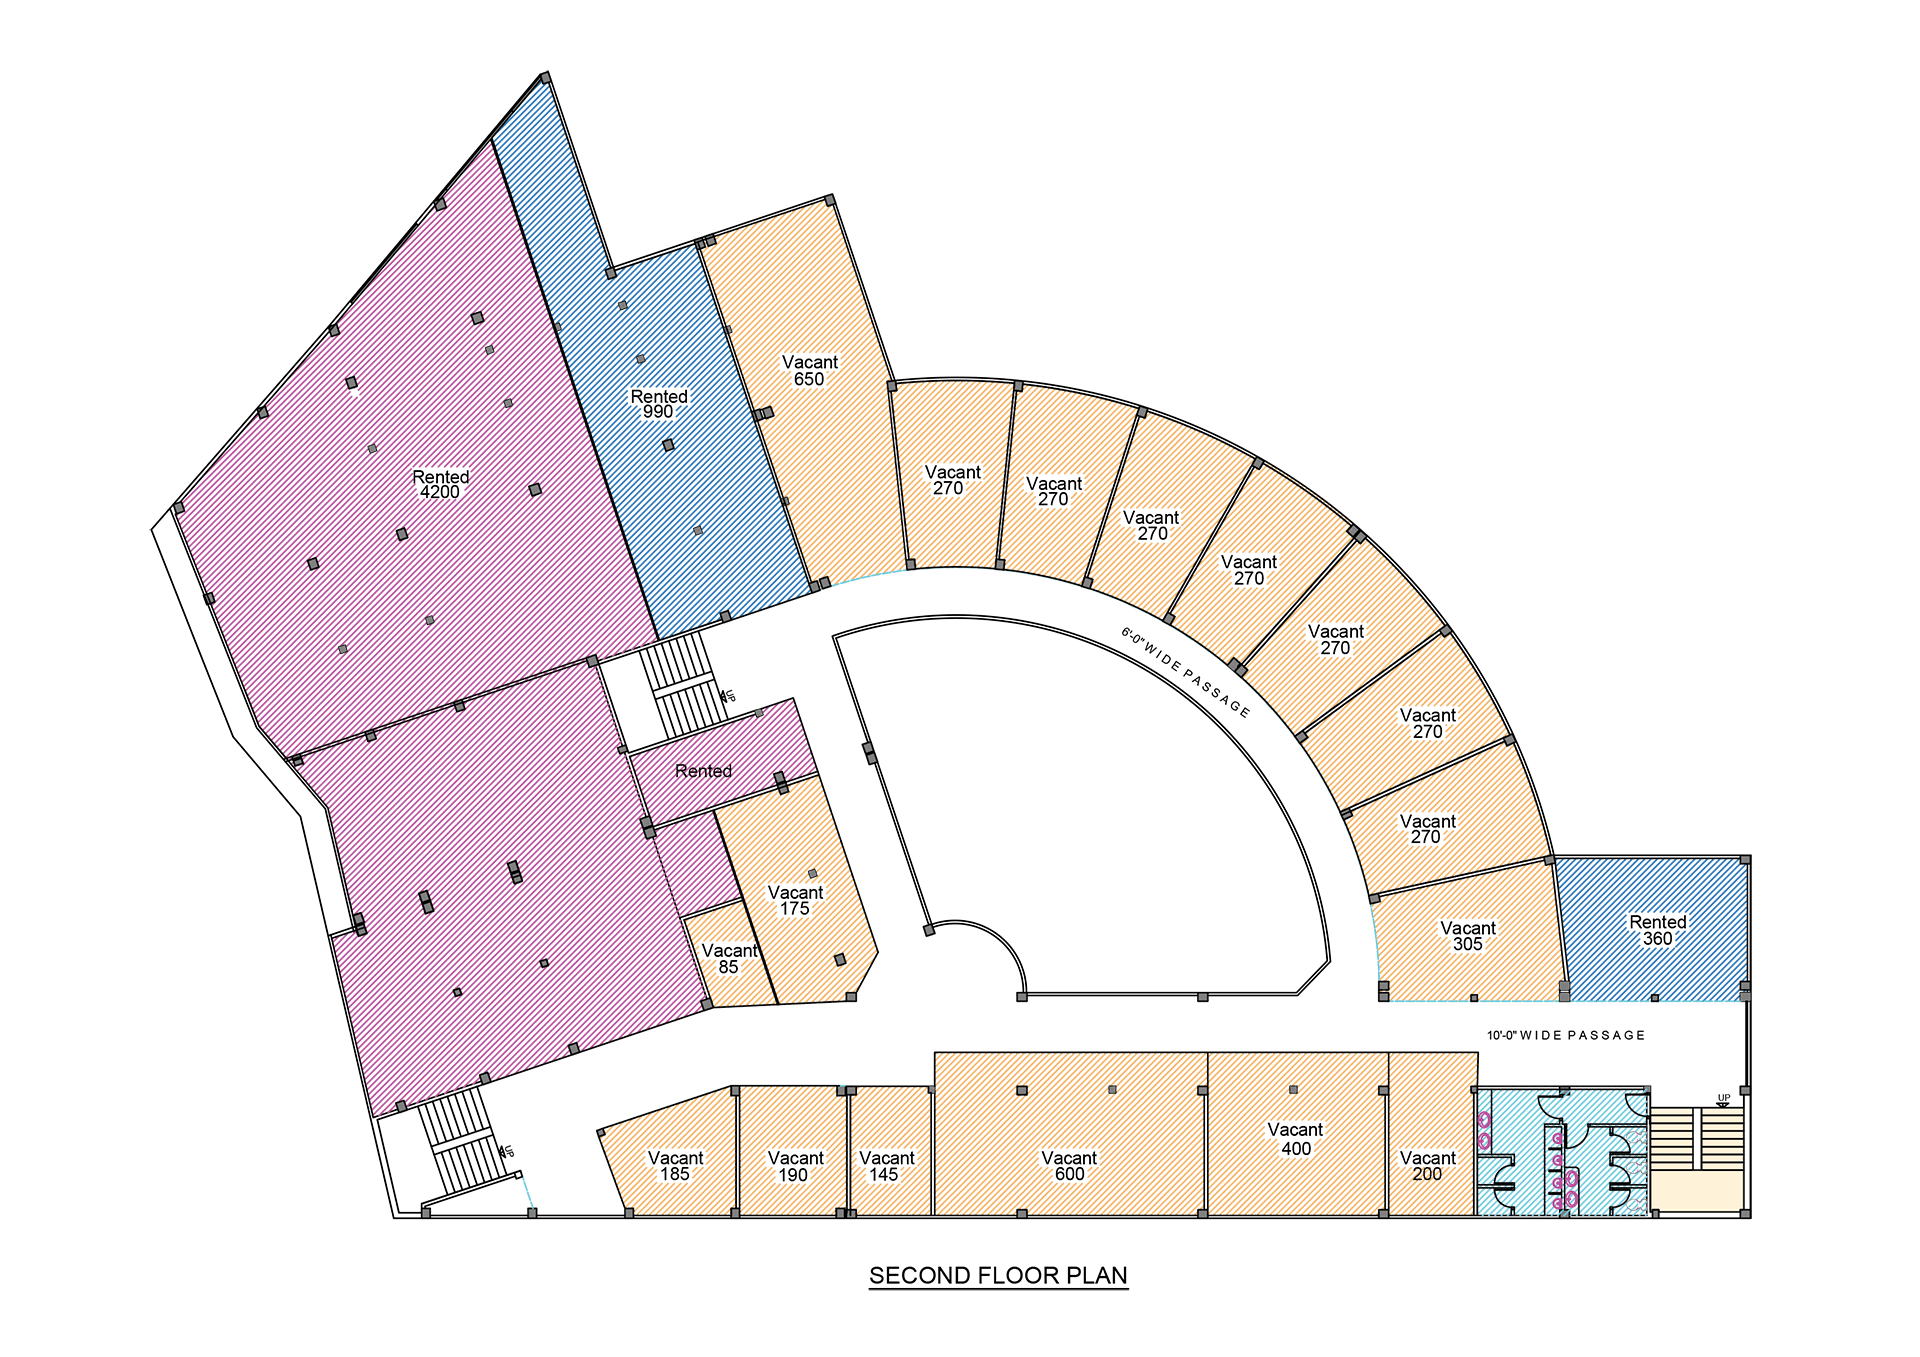 Vacant
650
Rented
990
Rented
4200
Vacant
270
Vacant
270
Vacant
270
Vacant
270
Vacant
270
Vacant
270
Vacant
270
6'-0" WIDE PASSAGE
UP
Rented
Vacant
175
Vacant
85
Vacant
305
Rented
360
10'-0" WIDE PASSAGE
UP
UP
Vacant
185
Vacant
190
Vacant
145
Vacant
600
Vacant
400
Vacant
200
SECOND FLOOR PLAN